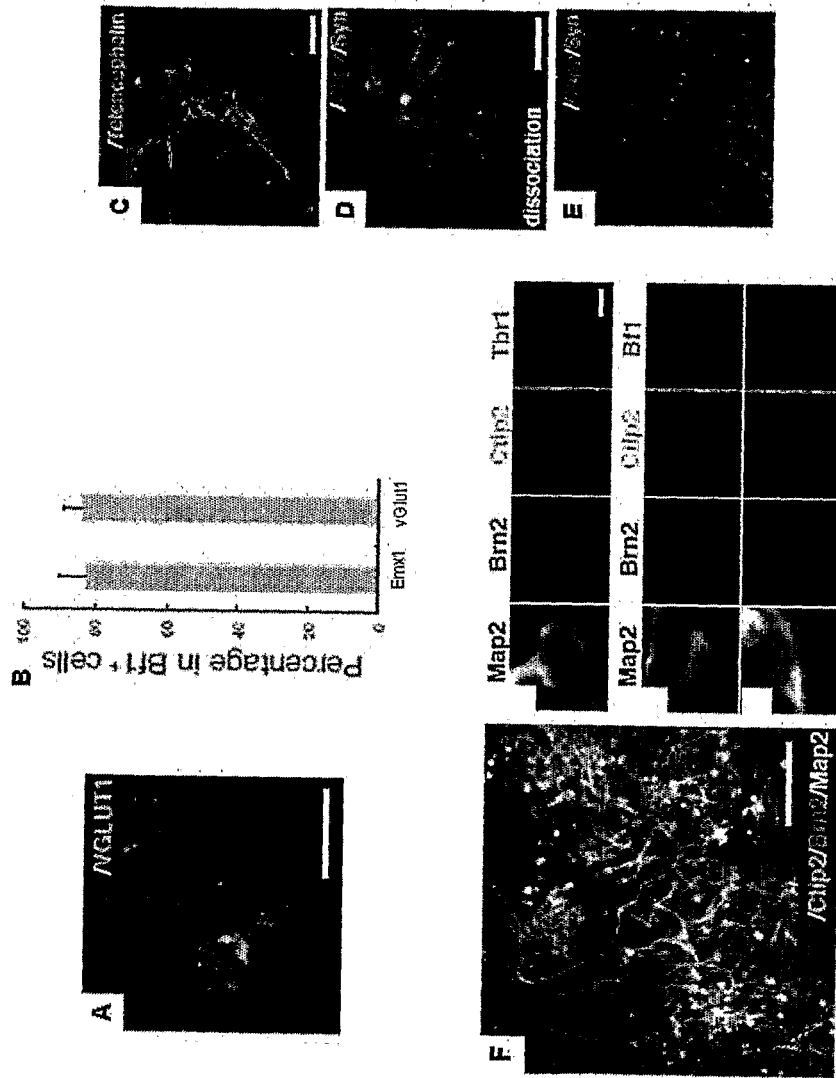 A
/VGLUT1
B
Percentage in Bf1+ cells
100
80
60
40
20
0
Emx1
vGlut1
C
/Telencephalin
D
/Syn
dissociation
E
/Syn
F
/Ctip2/Brn2/Map2
Map2 Brn2 Ctip2 Tbr1
Map2 Brn2 Ctip2 Bf1